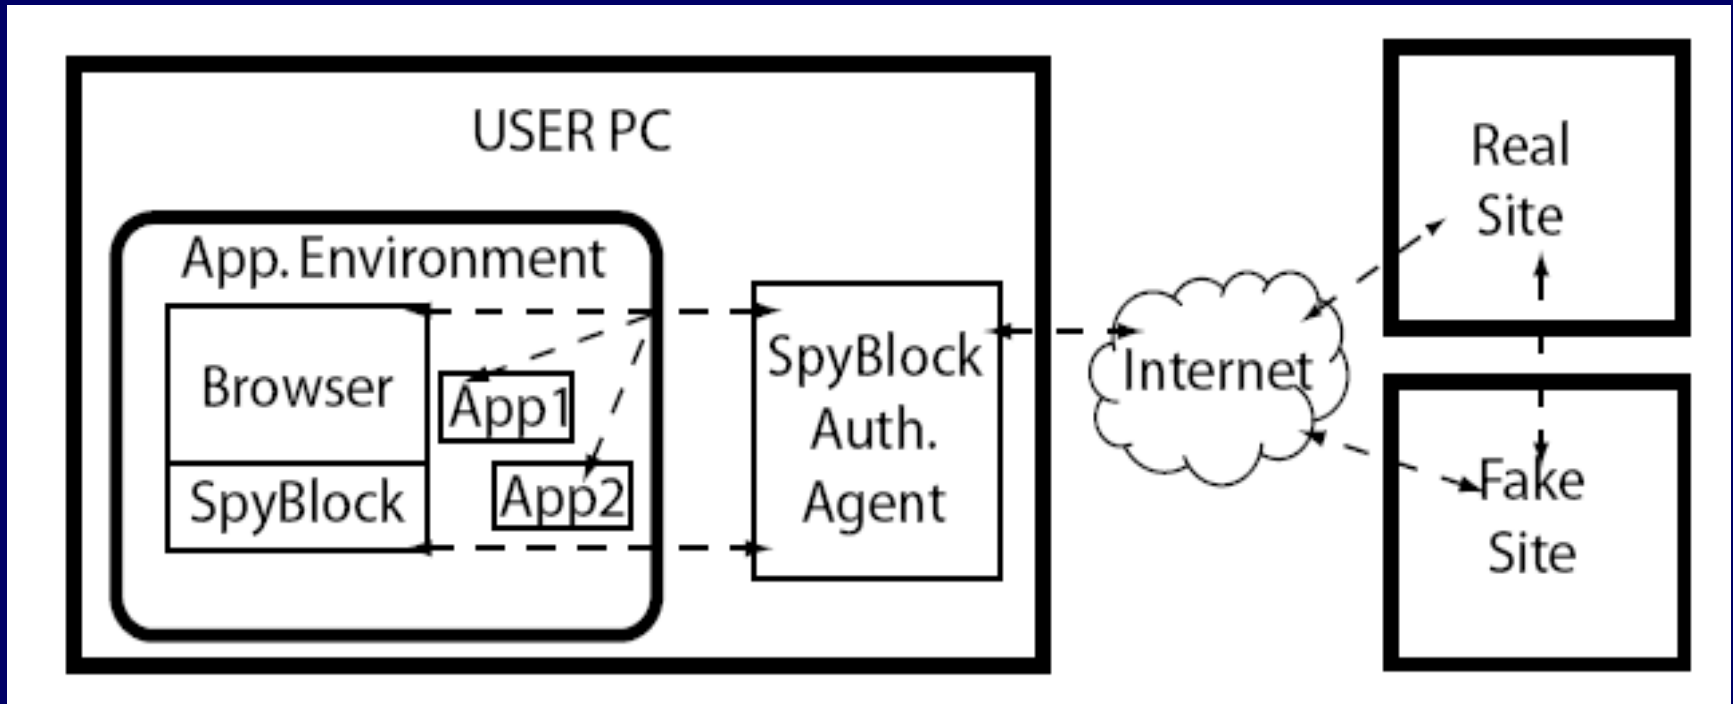 USER PC
App. Environment
Browser
SpyBlock
App1
App2
SpyBlock
Auth.
Agent
Internet
Real
Site
Fake
Site